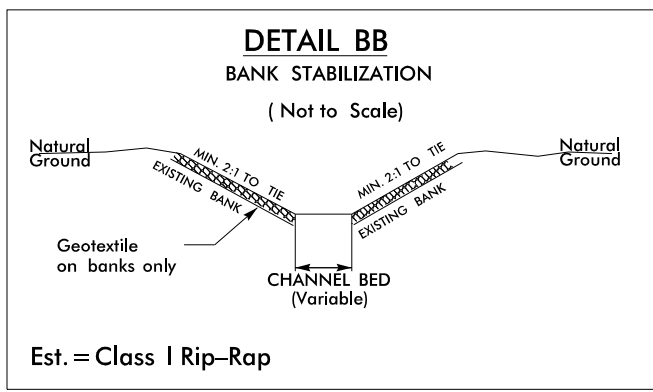 DETAIL BB
BANK STABILIZATION
( Not to Scale)
Natural
Ground
MIN. 2:1 TO TIE
EXISTING BANK
MIN. 2:1 TO TIE
EXISTING BANK
Natural
Ground
Geotextile
on banks only
CHANNEL BED
(Variable)
Est. = Class I Rip–Rap